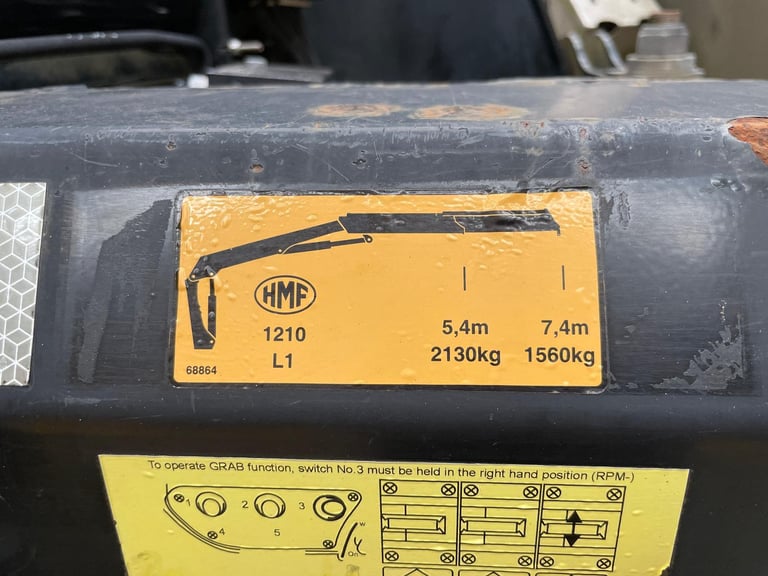 HMF
1210
L1
5,4m 7,4m
2130kg 1560kg
68864
To operate GRAB function, switch No.3 must be held in the right hand position (RPM-)
1 2 3
4 5
On